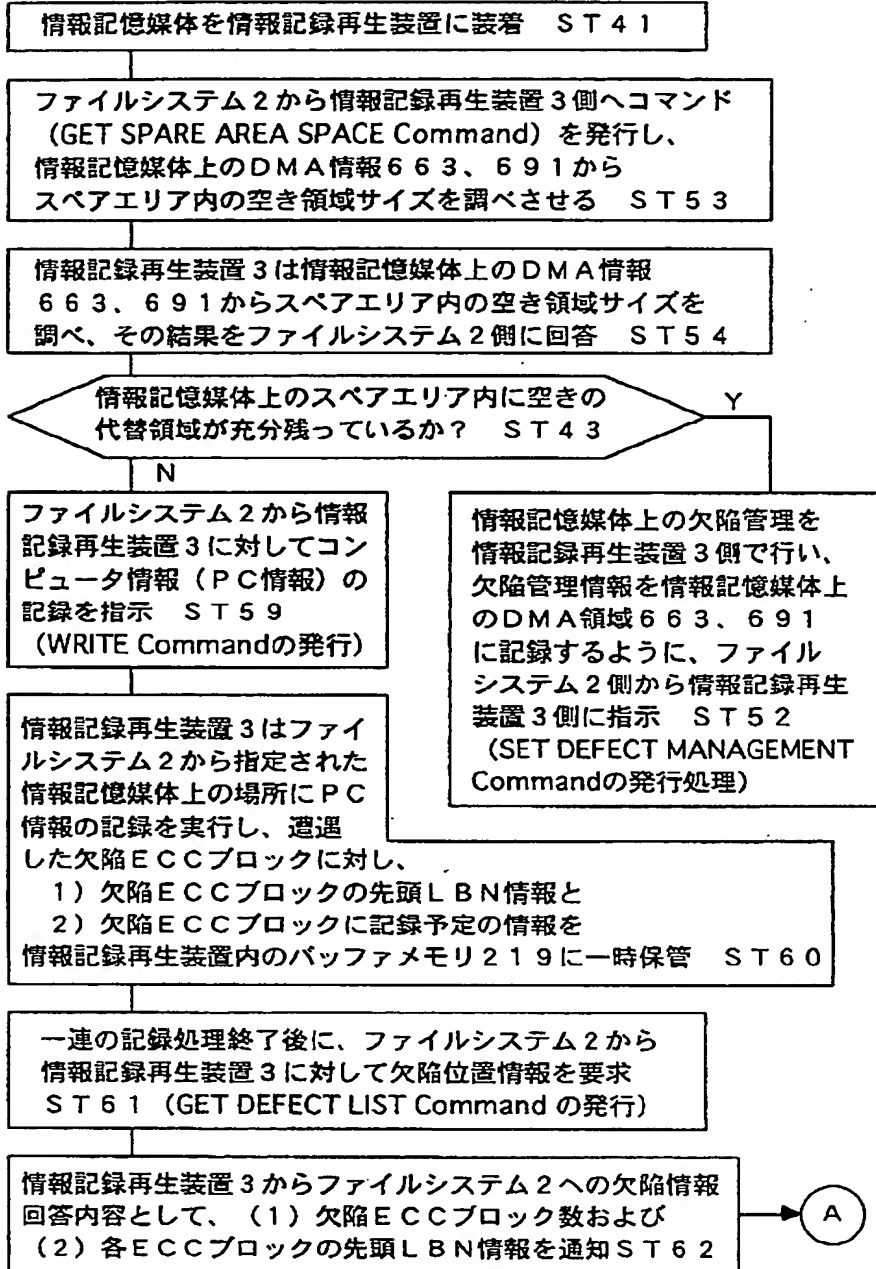 情報記憶媒体を情報記録再生装置に装着　ＳＴ４１
ファイルシステム２から情報記録再生装置３側へコマンド
（GET SPARE AREA SPACE Command）を発行し、
情報記憶媒体上のＤＭＡ情報６６３、６９１から
スペアエリア内の空き領域サイズを調べさせる　ＳＴ５３
情報記録再生装置３は情報記憶媒体上のＤＭＡ情報
６６３、６９１からスペアエリア内の空き領域サイズを
調べ、その結果をファイルシステム２側に回答　ＳＴ５４
情報記憶媒体上のスペアエリア内に空きの
代替領域が充分残っているか？　ＳＴ４３
Y
N
ファイルシステム２から情報
記録再生装置３に対してコン
ピュータ情報（ＰＣ情報）の
記録を指示　ＳＴ５９
（WRITE Commandの発行）
情報記憶媒体上の欠陥管理を
情報記録再生装置３側で行い、
欠陥管理情報を情報記憶媒体上
のＤＭＡ領域６６３、６９１
に記録するように、ファイル
システム２側から情報記録再生
装置３側に指示　ＳＴ５２
（SET DEFECT MANAGEMENT
Commandの発行処理）
情報記録再生装置３はファイ
ルシステム２から指定された
情報記憶媒体上の場所にＰＣ
情報の記録を実行し、遭遇
した欠陥ＥＣＣブロックに対し、
１）欠陥ＥＣＣブロックの先頭ＬＢＮ情報と
２）欠陥ＥＣＣブロックに記録予定の情報を
情報記録再生装置内のバッファメモリ２１９に一時保管　ＳＴ６０
一連の記録処理終了後に、ファイルシステム２から
情報記録再生装置３に対して欠陥位置情報を要求
ＳＴ６１（GET DEFECT LIST Command の発行）
情報記録再生装置３からファイルシステム２への欠陥情報
回答内容として、（１）欠陥ＥＣＣブロック数および
（２）各ＥＣＣブロックの先頭ＬＢＮ情報を通知ＳＴ６２
A